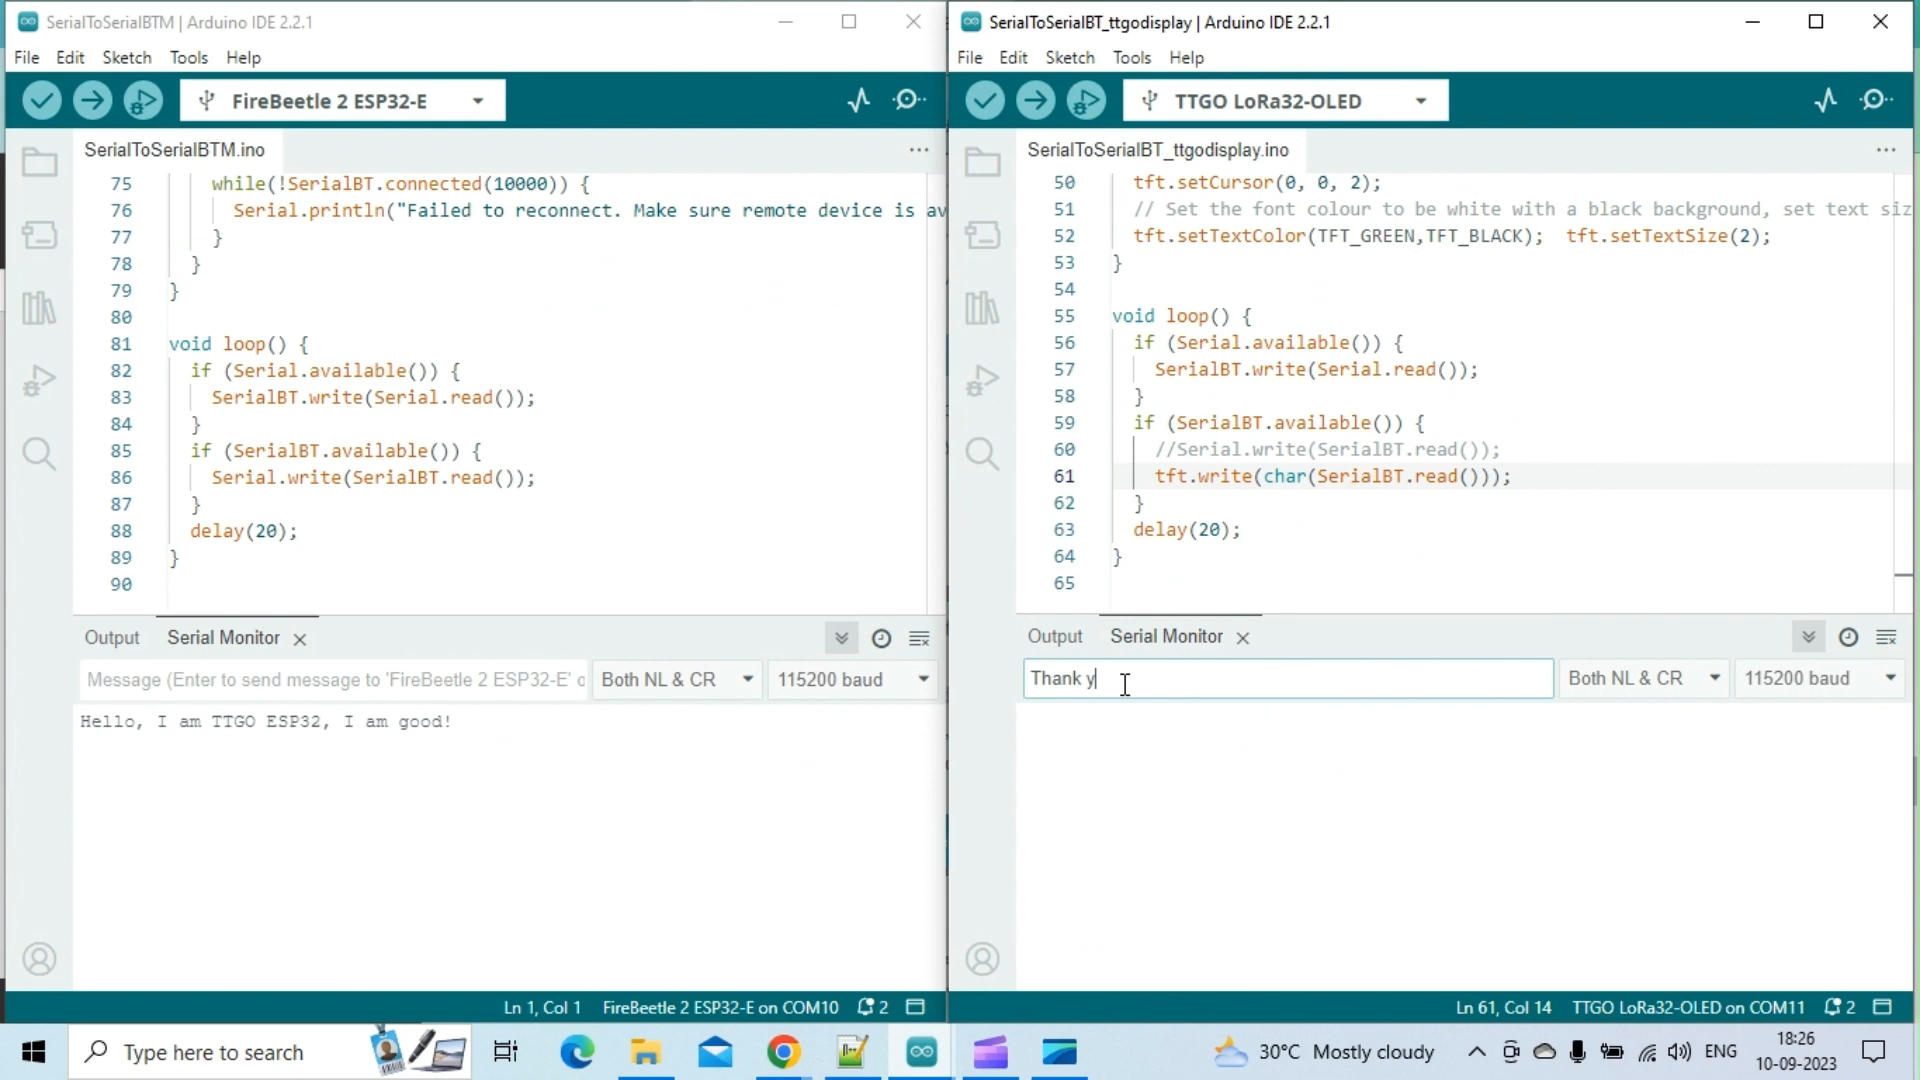 SerialToSerialBTM | Arduino IDE 2.2.1
File Edit Sketch Tools Help
FireBeetle 2 ESP32-E
SerialToSerialBTM.ino
75 while(!SerialBT.connected(10000)) {
76 Serial.println("Failed to reconnect. Make sure remote device is av
77 }
78 }
79 }
80
81 void loop() {
82 if (Serial.available()) {
83 SerialBT.write(Serial.read());
84 }
85 if (SerialBT.available()) {
86 Serial.write(SerialBT.read());
87 }
88 delay(20);
89 }
90
Output Serial Monitor
Message (Enter to send message to 'FireBeetle 2 ESP32-E' o
Both NL & CR 115200 baud
Hello, I am TTGO ESP32, I am good!
Ln 1, Col 1 FireBeetle 2 ESP32-E on COM10 2
SerialToSerialBT_ttgodisplay | Arduino IDE 2.2.1
File Edit Sketch Tools Help
TTGO LoRa32-OLED
SerialToSerialBT_ttgodisplay.ino
50 tft.setCursor(0, 0, 2);
51 // Set the font colour to be white with a black background, set text siz
52 tft.setTextColor(TFT_GREEN,TFT_BLACK); tft.setTextSize(2);
53 }
54
55 void loop() {
56 if (Serial.available()) {
57 SerialBT.write(Serial.read());
58 }
59 if (SerialBT.available()) {
60 //Serial.write(SerialBT.read());
61 tft.write(char(SerialBT.read()));
62 }
63 delay(20);
64 }
65
Output Serial Monitor
Thank y
Both NL & CR 115200 baud
Ln 61, Col 14 TTGO LoRa32-OLED on COM11 2
Type here to search
30°C Mostly cloudy
ENG
18:26
10-09-2023